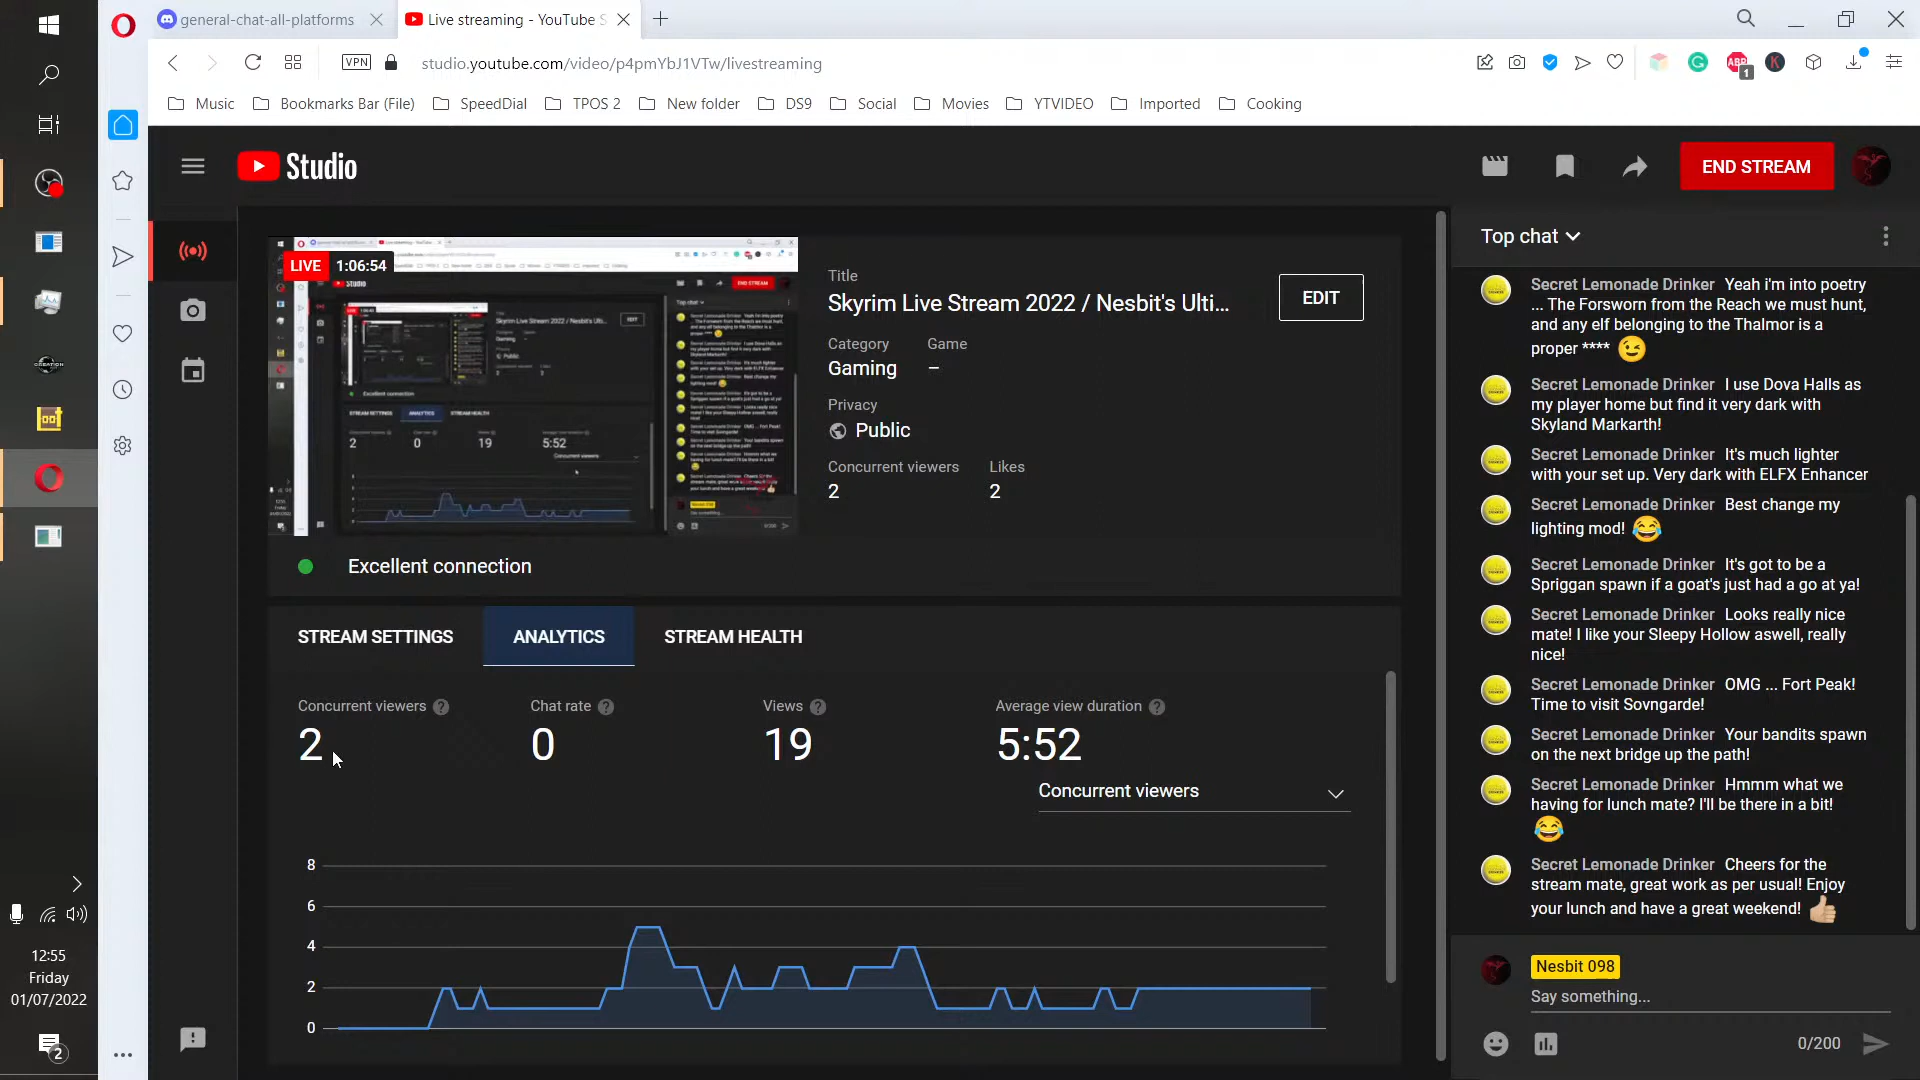 general-chat-all-platforms
Live streaming - YouTube S
VPN
studio.youtube.com/video/p4pmYbJ1VTw/livestreaming
ABP
1
Music
Bookmarks Bar (File)
SpeedDial
TPOS 2
New folder
DS9
Social
Movies
YTVIDEO
Imported
Cooking
Studio
END STREAM
LIVE 1:06:54
Title
Skyrim Live Stream 2022 / Nesbit's Ulti...
EDIT
Category Game
Gaming –
Privacy
Public
Concurrent viewers Likes
2 2
Excellent connection
STREAM SETTINGS ANALYTICS STREAM HEALTH
Concurrent viewers Chat rate Views Average view duration
2 0 19 5:52
Concurrent viewers
8
6
4
2
0
Top chat
Secret Lemonade Drinker Yeah i'm into poetry
... The Forsworn from the Reach we must hunt,
and any elf belonging to the Thalmor is a
proper **** 😉
Secret Lemonade Drinker I use Dova Halls as
my player home but find it very dark with
Skyland Markarth!
Secret Lemonade Drinker It's much lighter
with your set up. Very dark with ELFX Enhancer
Secret Lemonade Drinker Best change my
lighting mod! 😂
Secret Lemonade Drinker It's got to be a
Spriggan spawn if a goat's just had a go at ya!
Secret Lemonade Drinker Looks really nice
mate! I like your Sleepy Hollow aswell, really
nice!
Secret Lemonade Drinker OMG ... Fort Peak!
Time to visit Sovngarde!
Secret Lemonade Drinker Your bandits spawn
on the next bridge up the path!
Secret Lemonade Drinker Hmmm what we
having for lunch mate? I'll be there in a bit!
😂
Secret Lemonade Drinker Cheers for the
stream mate, great work as per usual! Enjoy
your lunch and have a great weekend! 👍🏼
Nesbit 098
Say something...
0/200
12:55
Friday
01/07/2022
2